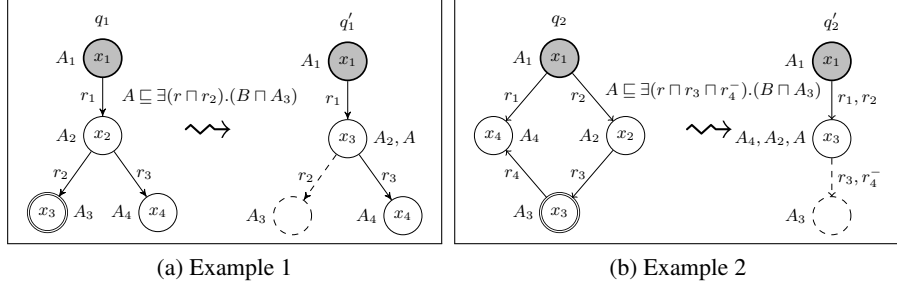 q₁ q₁′
A₁ x₁ A₁ x₁
r₁ A ⊑ ∃(r ⊓ r₂).(B ⊓ A₃) r₁
A₂ x₂ x₃ A₂, A
r₂ r₃ r₂ r₃
x₃ A₃ A₄ x₄ A₃ A₄ x₄
(a) Example 1
q₂ q₂′
A₁ x₁ A₁ x₁
r₁ r₂ A ⊑ ∃(r ⊓ r₃ ⊓ r₄⁻).(B ⊓ A₃) r₁, r₂
x₄ A₄ A₂ x₂ A₄, A₂, A x₃
r₄ r₃ r₃, r₄⁻
A₃ x₃ A₃
(b) Example 2